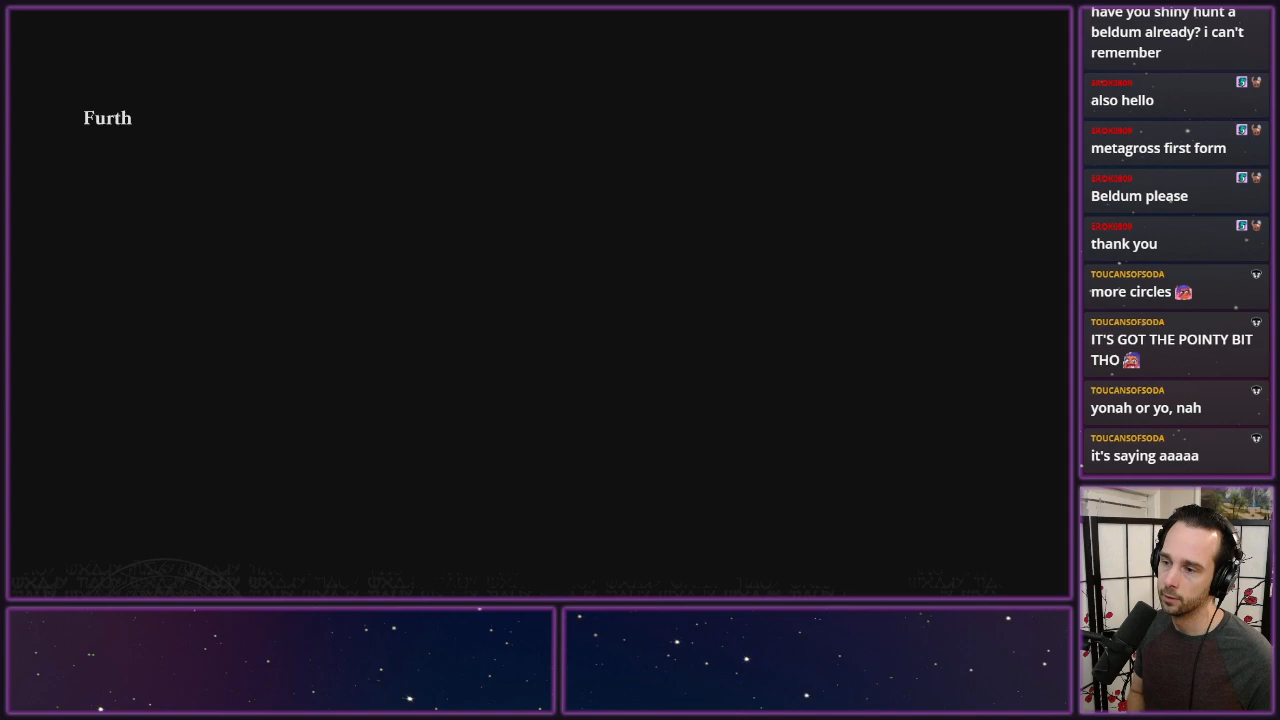 Furth
have you shiny hunt a
beldum already? i can't
remember
also hello
metagross first form
Beldum please
thank you
TOUCANSOFSODA
more circles
TOUCANSOFSODA
IT'S GOT THE POINTY BIT
THO
TOUCANSOFSODA
yonah or yo, nah
TOUCANSOFSODA
it's saying aaaaa